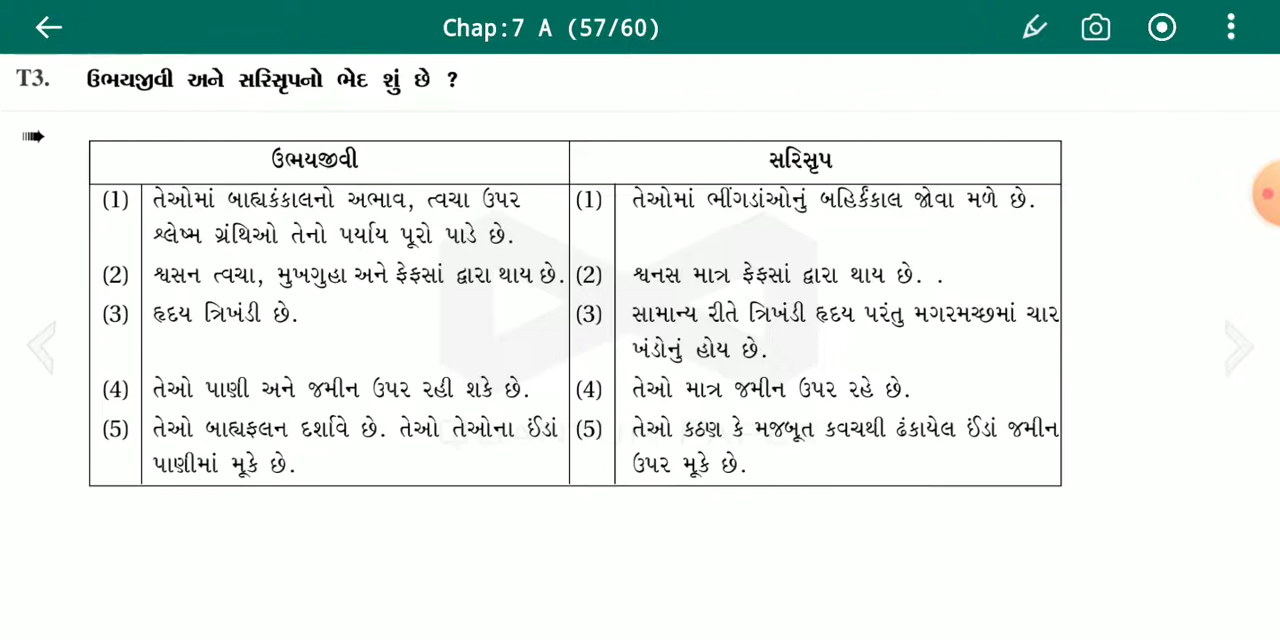 Chap:7 A (57/60)
T3. ઉભયજીવી અને સરિસૃપનો ભેદ શું છે ?
ઉભયજીવી
સરિસૃપ
(1) તેઓમાં બાહ્યકંકાલનો અભાવ, ત્વચા ઉપર
શ્લેષ્મ ગ્રંથિઓ તેનો પર્યાય પૂરો પાડે છે.
(1) તેઓમાં ભીંગડાંઓનું બહિર્કંકાલ જોવા મળે છે.
(2) શ્વસન ત્વચા, મુખગુહા અને ફેફસાં દ્વારા થાય છે.
(2) શ્વનસ માત્ર ફેફસાં દ્વારા થાય છે. .
(3) હૃદય ત્રિખંડી છે.
(3) સામાન્ય રીતે ત્રિખંડી હૃદય પરંતુ મગરમચ્છમાં ચાર
ખંડોનું હોય છે.
(4) તેઓ પાણી અને જમીન ઉપર રહી શકે છે.
(4) તેઓ માત્ર જમીન ઉપર રહે છે.
(5) તેઓ બાહ્યફલન દર્શાવે છે. તેઓ તેઓના ઈંડાં
પાણીમાં મૂકે છે.
(5) તેઓ કઠણ કે મજબૂત કવચથી ઢંકાયેલ ઈંડાં જમીન
ઉપર મૂકે છે.